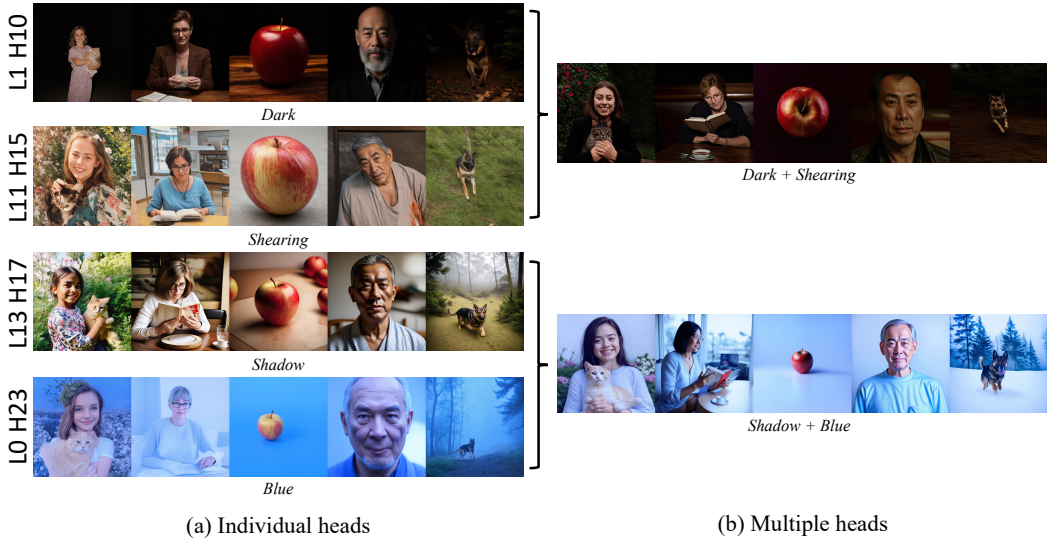 L1 H10
Dark
L11 H15
Shearing
L13 H17
Shadow
L0 H23
Blue
(a) Individual heads
Dark + Shearing
Shadow + Blue
(b) Multiple heads